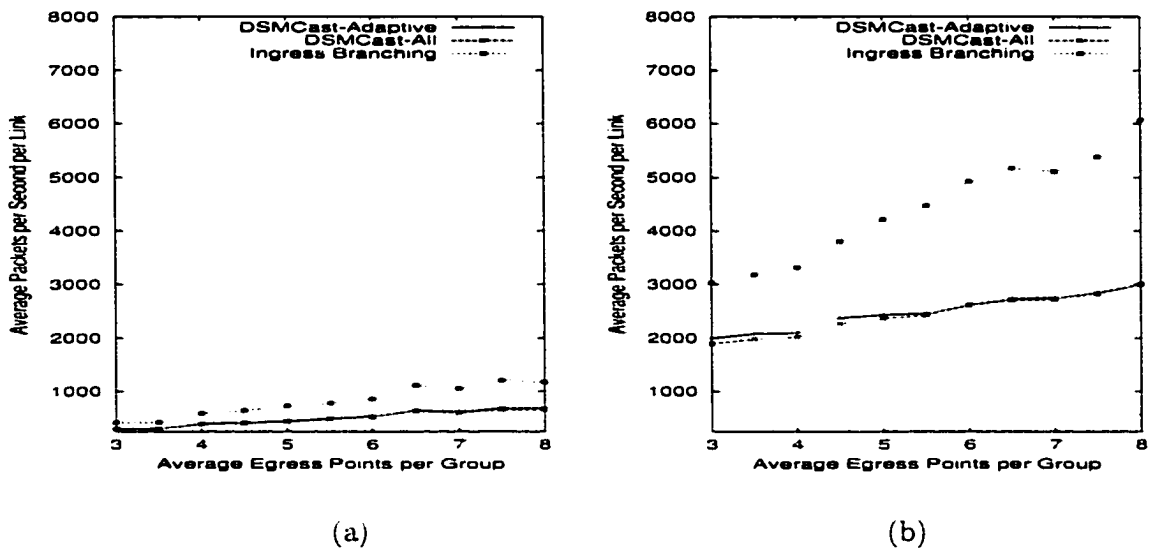 8000
7000
6000
5000
4000
3000
2000
1000
3 4 5 6 7 8
Average Packets per Second per Link
Average Egress Points per Group
DSMCast-Adaptive
DSMCast-All
Ingress Branching
(a)
8000
7000
6000
5000
4000
3000
2000
1000
3 4 5 6 7 8
Average Packets per Second per Link
Average Egress Points per Group
DSMCast-Adaptive
DSMCast-All
Ingress Branching
(b)